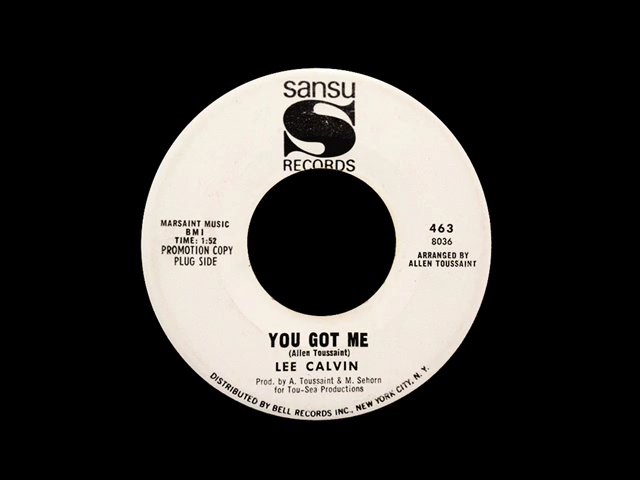 sansu
S
RECORDS
MARSAINT MUSIC
BMI
TIME: 1:52
PROMOTION COPY
PLUG SIDE
463
8036
ARRANGED BY
ALLEN TOUSSAINT
YOU GOT ME
(Allen Toussaint)
LEE CALVIN
Prod. by A. Toussaint & M. Sehorn
for Tou-Sea Productions
DISTRIBUTED BY BELL RECORDS INC., NEW YORK CITY, N. Y.